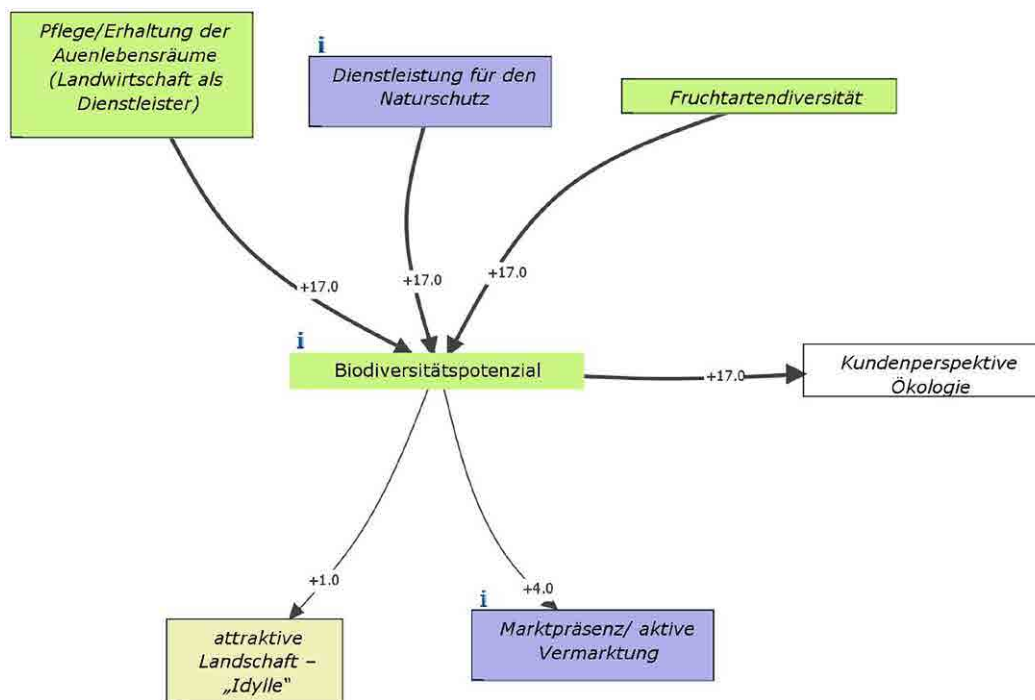 Pflege/Erhaltung der
Auenlebensräume
(Landwirtschaft als
Dienstleister)
i
Dienstleistung für den
Naturschutz
Fruchtartendiversität
+17.0
+17.0
+17.0
i
Biodiversitätspotenzial
+17.0
Kundenperspektive
Ökologie
+1.0
+4.0
attraktive
Landschaft –
„Idylle“
i
Marktpräsenz/ aktive
Vermarktung